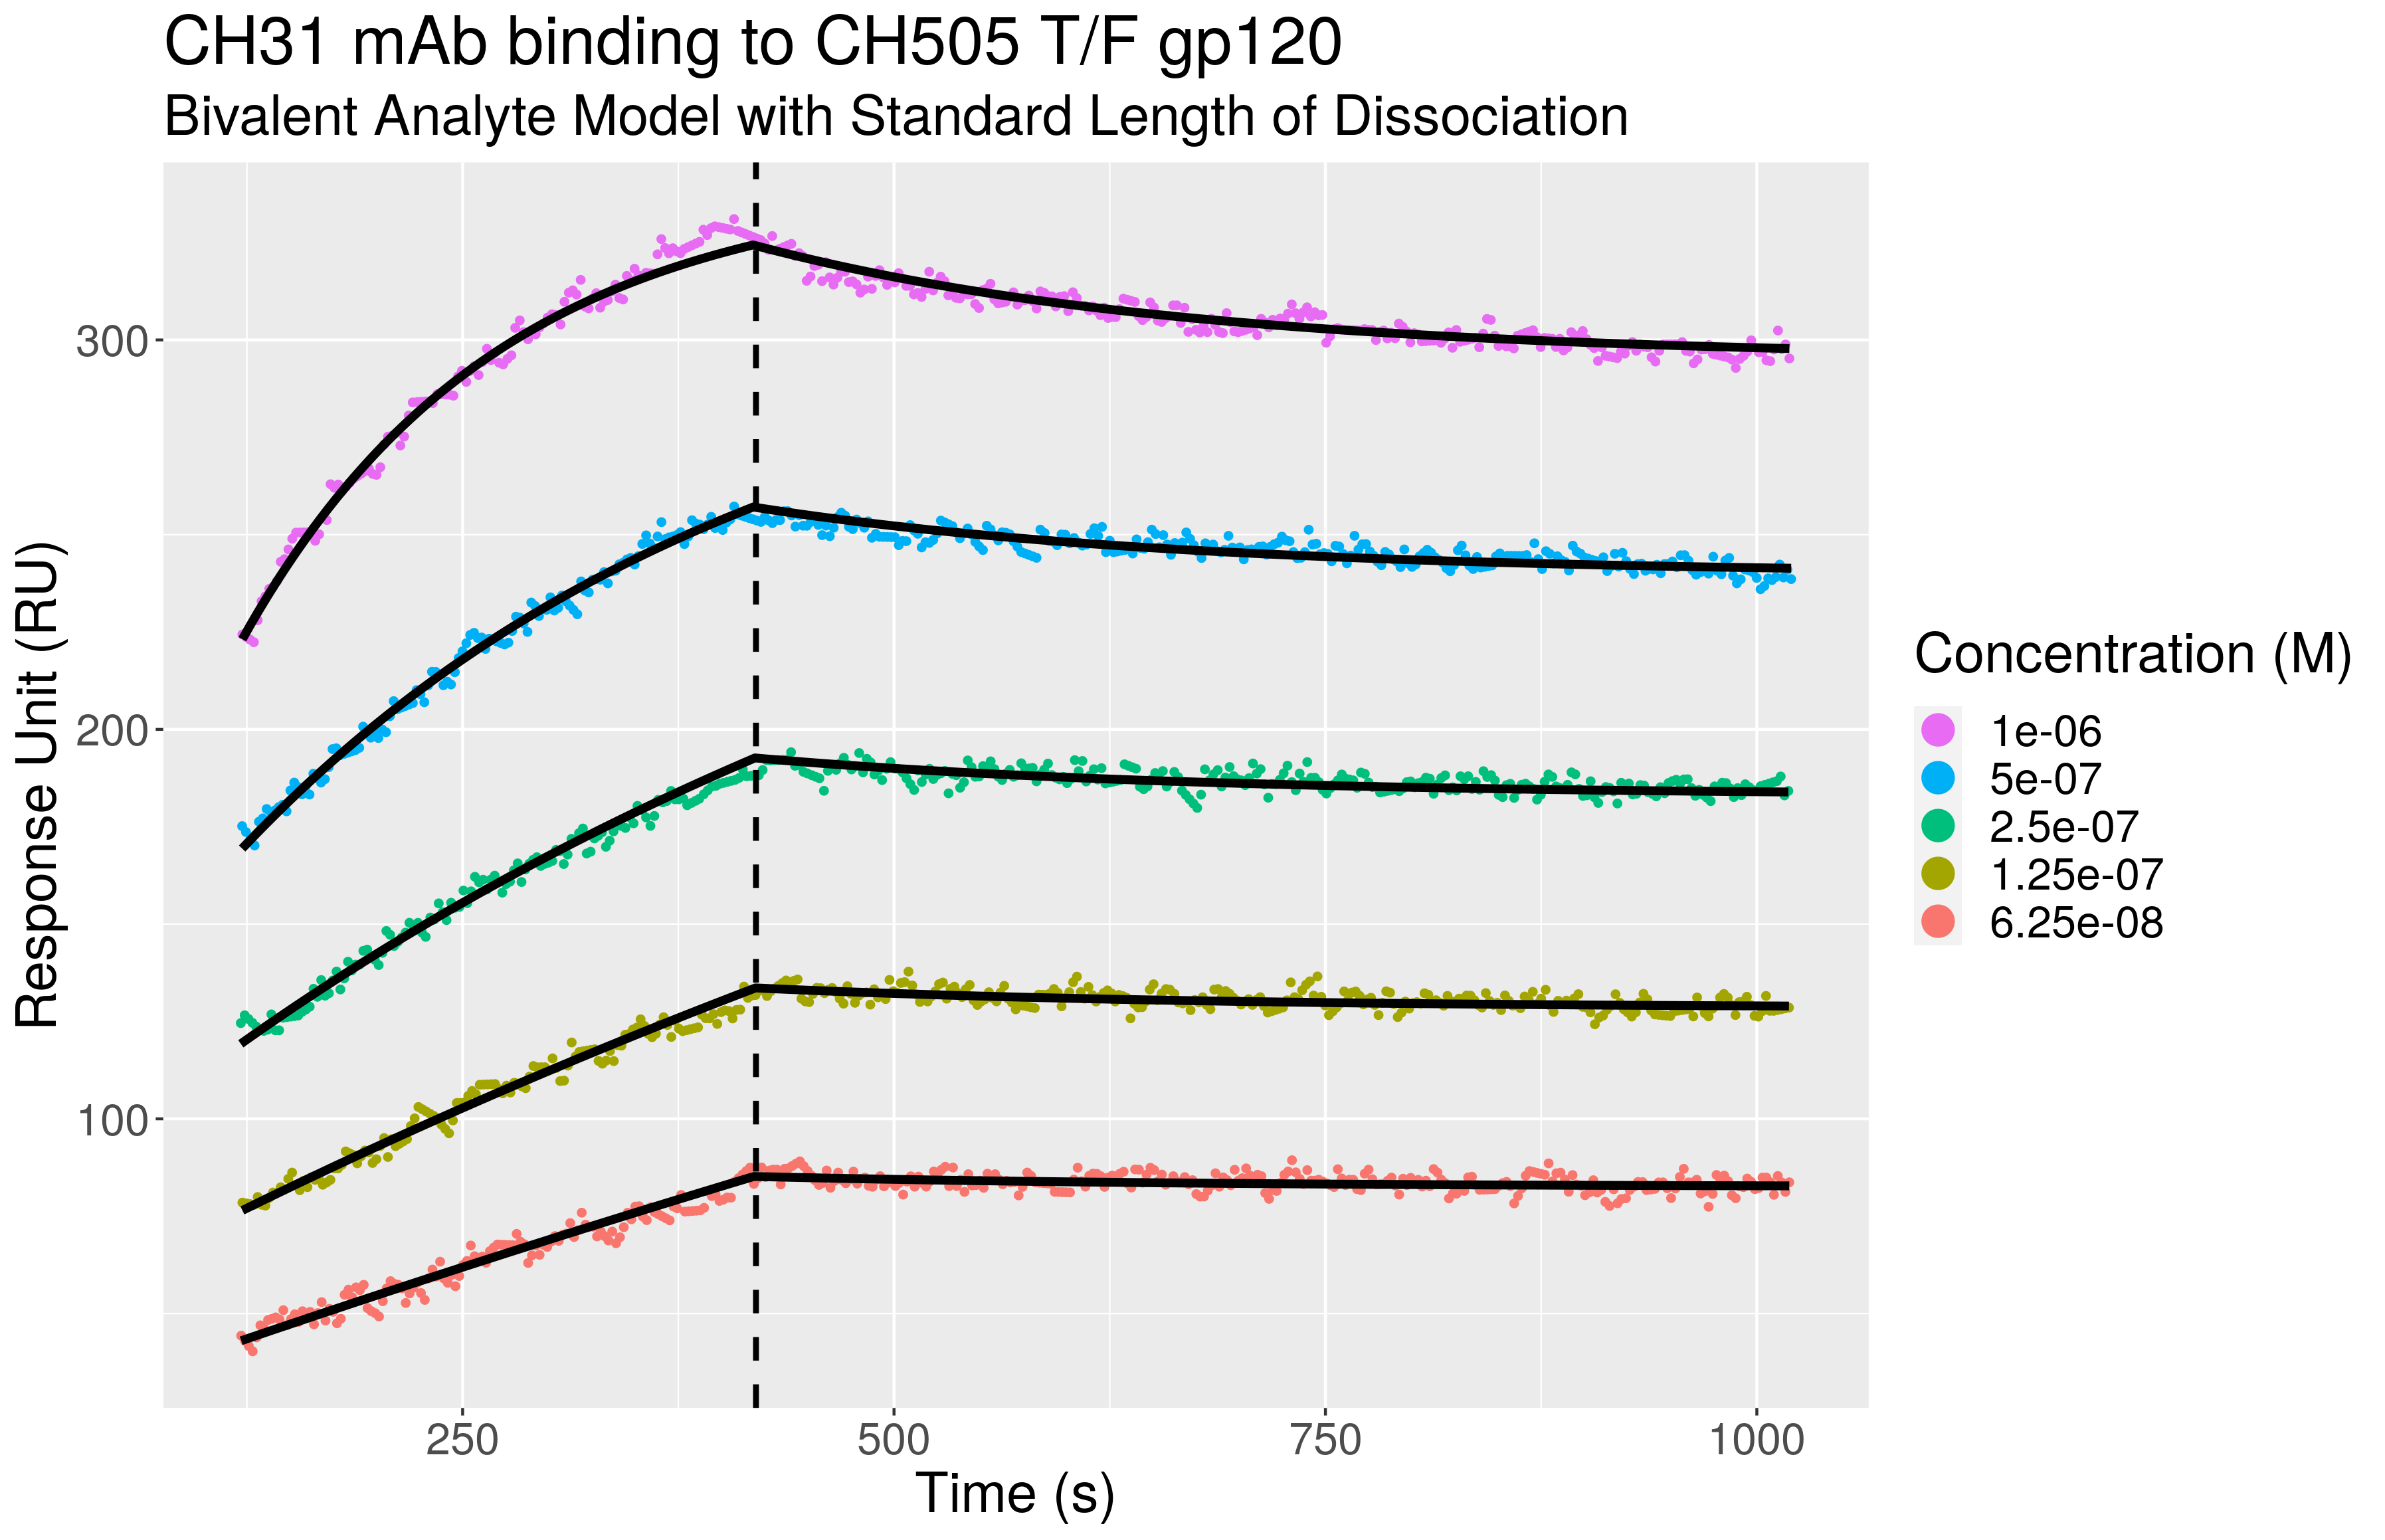 CH31 mAb binding to CH505 T/F gp120
Bivalent Analyte Model with Standard Length of Dissociation
Response Unit (RU)
300
200
100
250
500
750
1000
Time (s)
Concentration (M)
1e-06
5e-07
2.5e-07
1.25e-07
6.25e-08